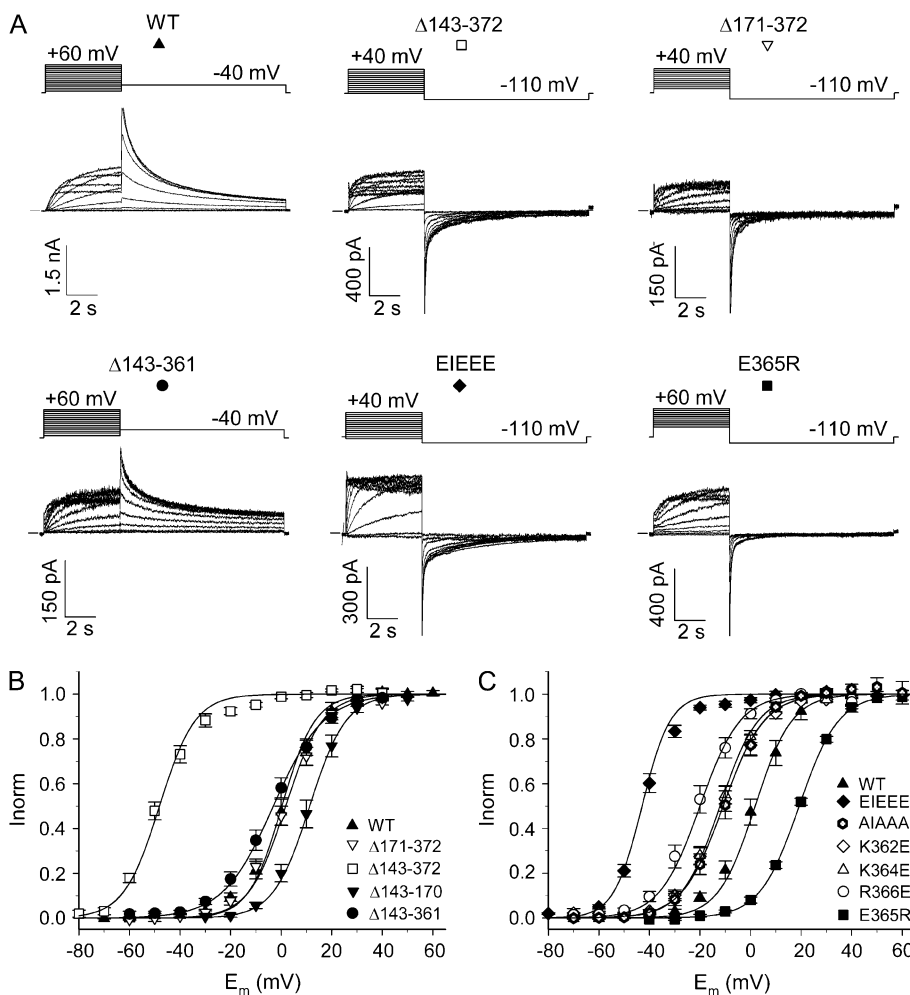 A
WT
Δ143-372
Δ171-372
+60 mV
-40 mV
+40 mV
-110 mV
+40 mV
-110 mV
1.5 nA
2 s
400 pA
2 s
150 pA
2 s
Δ143-361
EIEEE
E365R
+60 mV
-40 mV
+40 mV
-110 mV
+60 mV
-110 mV
150 pA
2 s
300 pA
2 s
400 pA
2 s
B
Inorm
1.0
0.8
0.6
0.4
0.2
0.0
WT
Δ171-372
Δ143-372
Δ143-170
Δ143-361
-80 -60 -40 -20 0 20 40 60
Em (mV)
C
Inorm
1.0
0.8
0.6
0.4
0.2
0.0
WT
EIEEE
AIAAA
K362E
K364E
R366E
E365R
-80 -60 -40 -20 0 20 40 60
Em (mV)